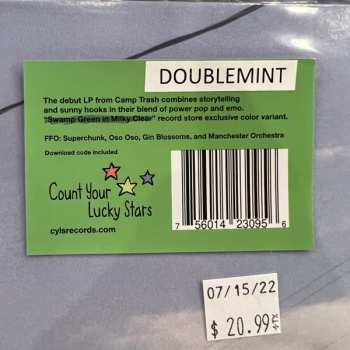 DOUBLEMINT
The debut LP from Camp Trash combines storytelling
and sunny hooks in their blend of power pop and emo.
"Swamp Green in Milky Clear" record store exclusive color variant.
FFO: Superchunk, Oso Oso, Gin Blossoms, and Manchester Orchestra
Download code included
Count Your
Lucky Stars
cylsrecords.com
7 56014 23095 6
07/15/22
$ 20.99+TX